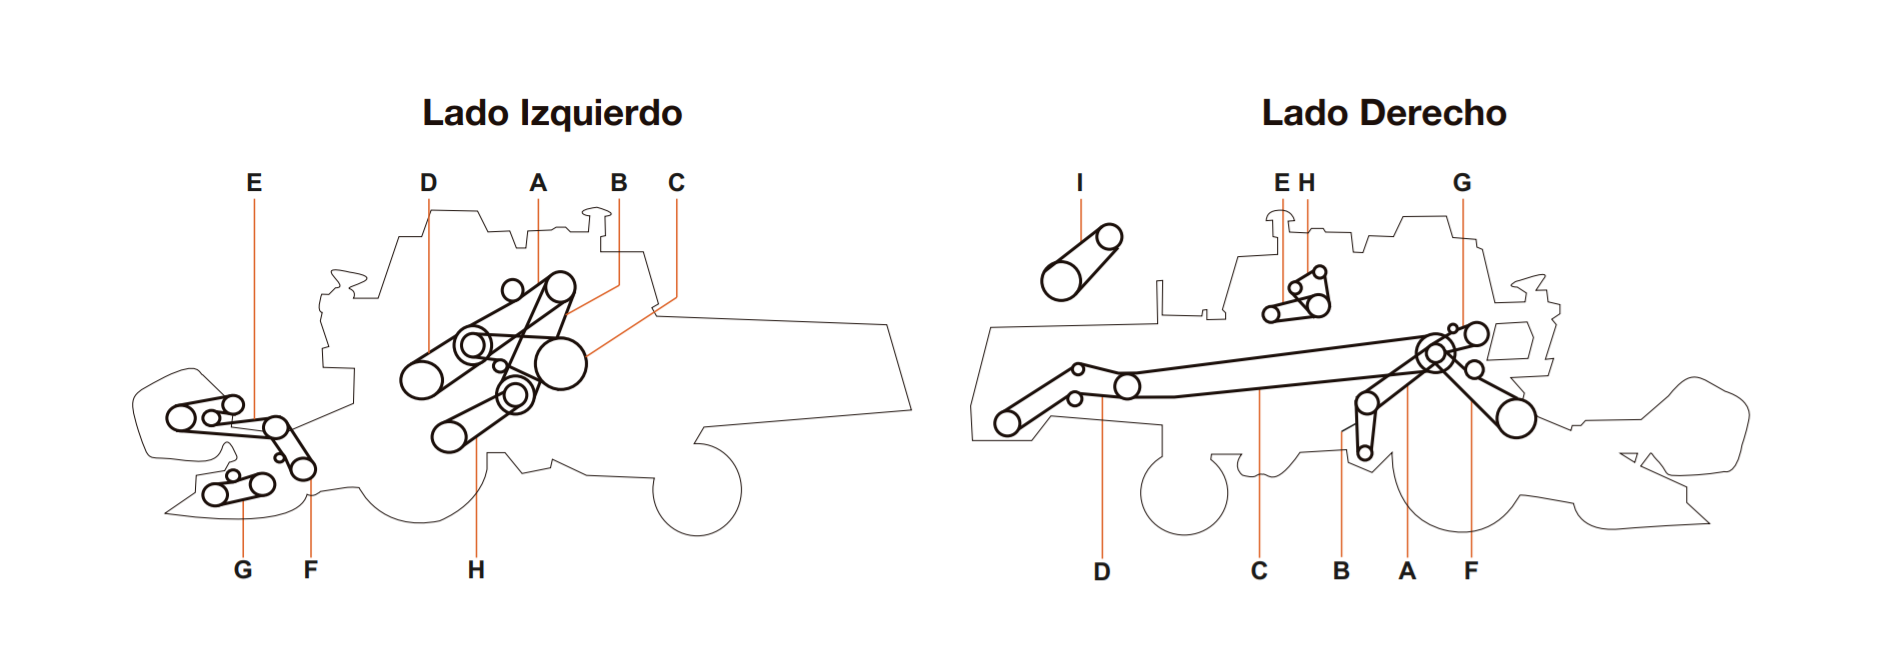 Lado Izquierdo
Lado Derecho
E D A B C
I E H G
G F H
D C B A F